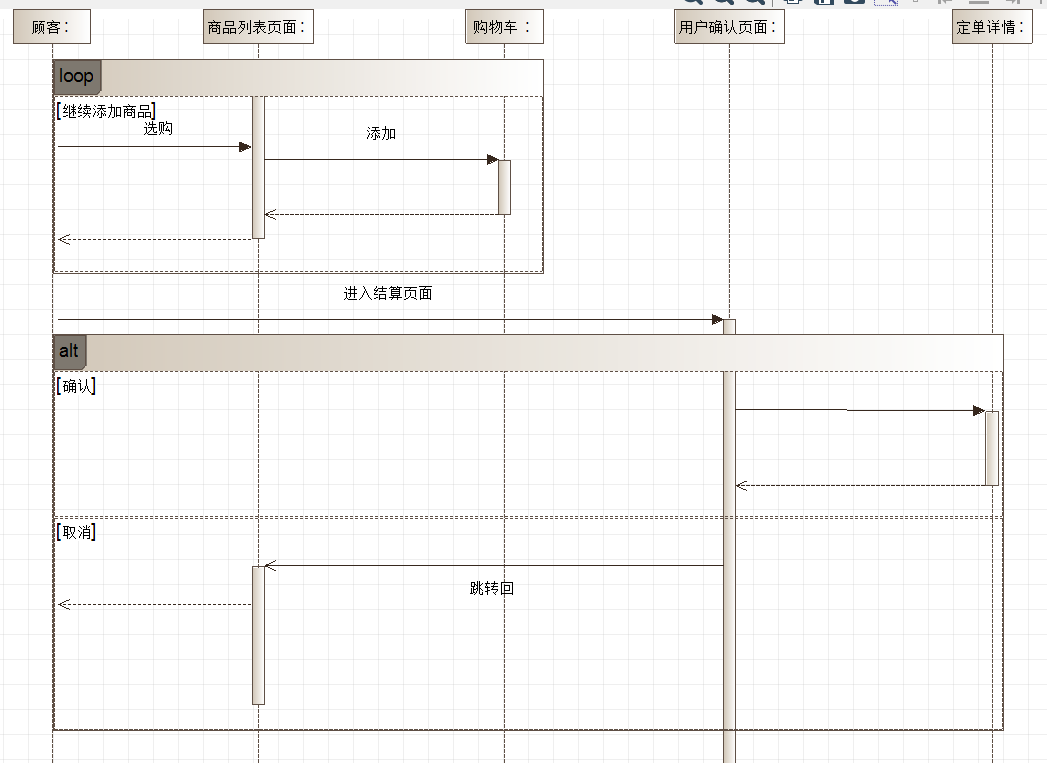 顾客：
商品列表页面：
购物车 ：
用户确认页面：
定单详情：
loop
[继续添加商品]
选购
添加
进入结算页面
alt
[确认]
[取消]
跳转回